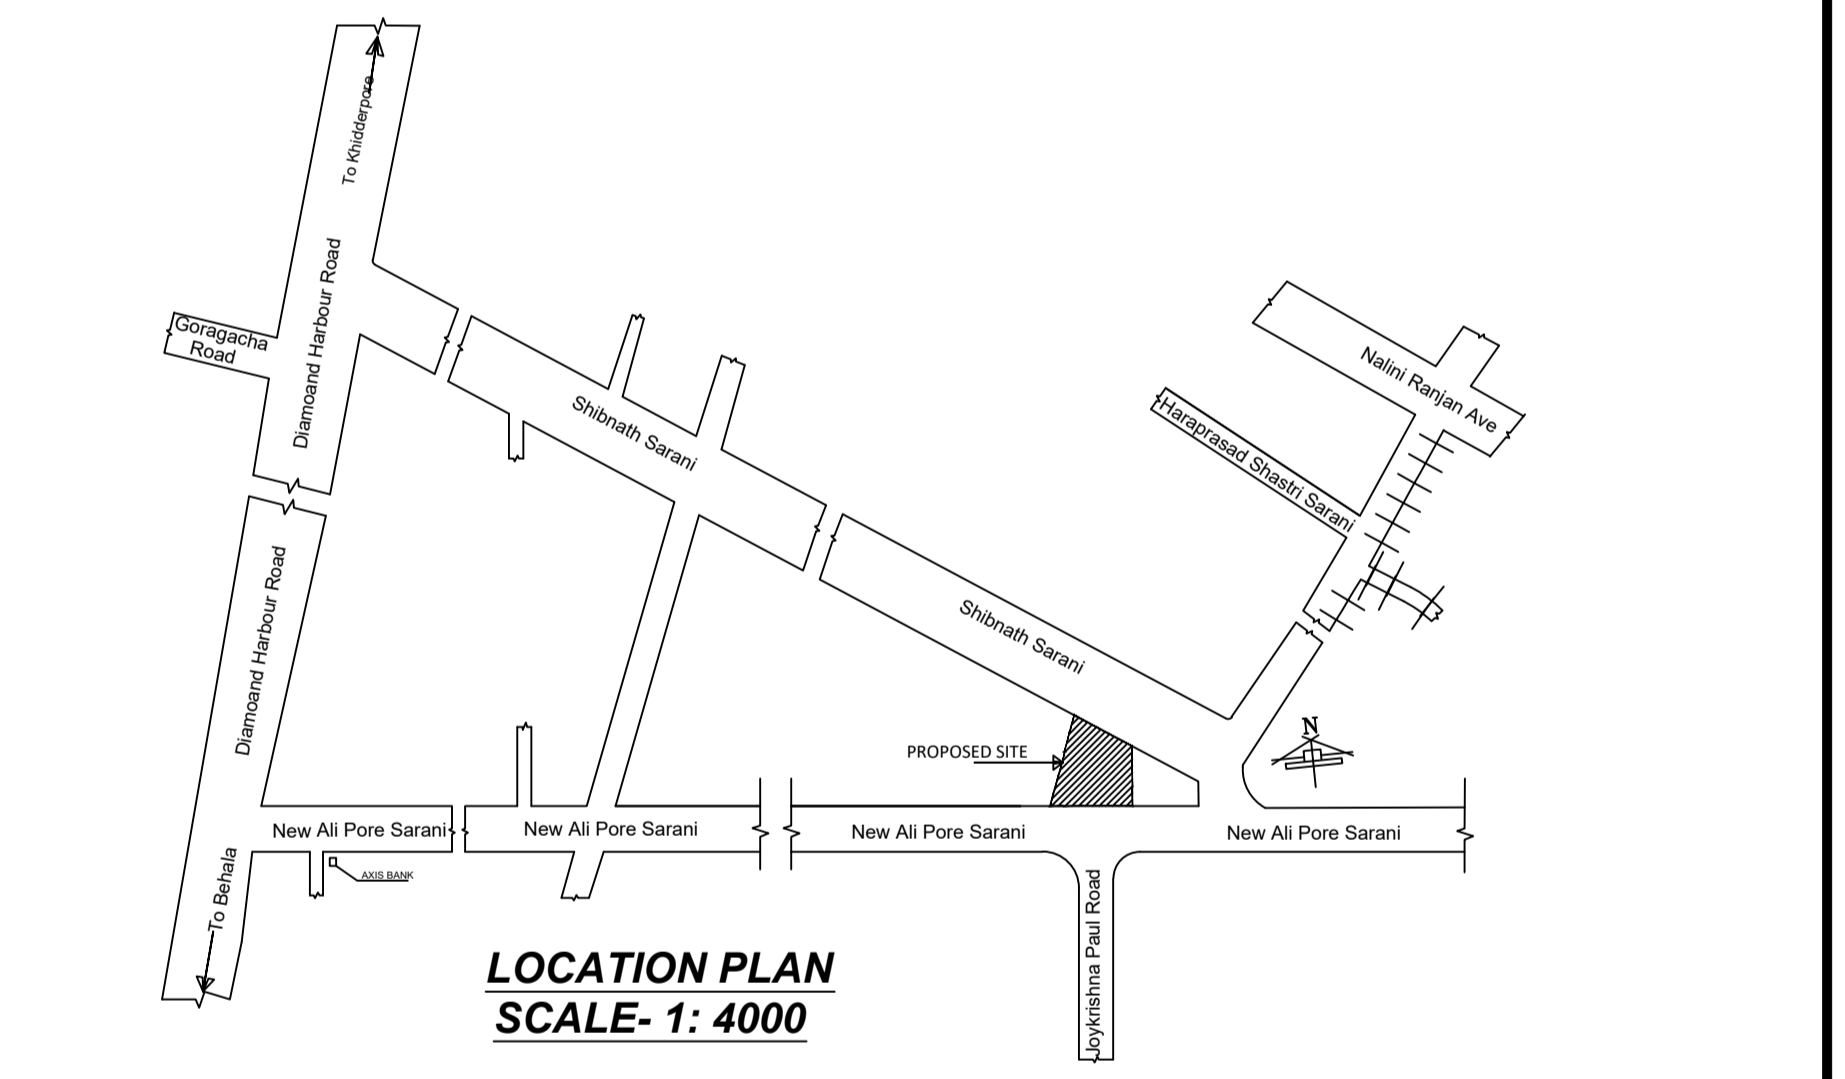 To Khidderpore
Diamoand Harbour Road
Goragacha
Road
Shibnath Sarani
Nalini Ranjan Ave
Haraprasad Shastri Sarani
Diamoand Harbour Road
Shibnath Sarani
N
PROPOSED SITE
New Ali Pore Sarani
New Ali Pore Sarani
New Ali Pore Sarani
New Ali Pore Sarani
To Behala
AXIS BANK
Joykrishna Paul Road
LOCATION PLAN
SCALE- 1: 4000